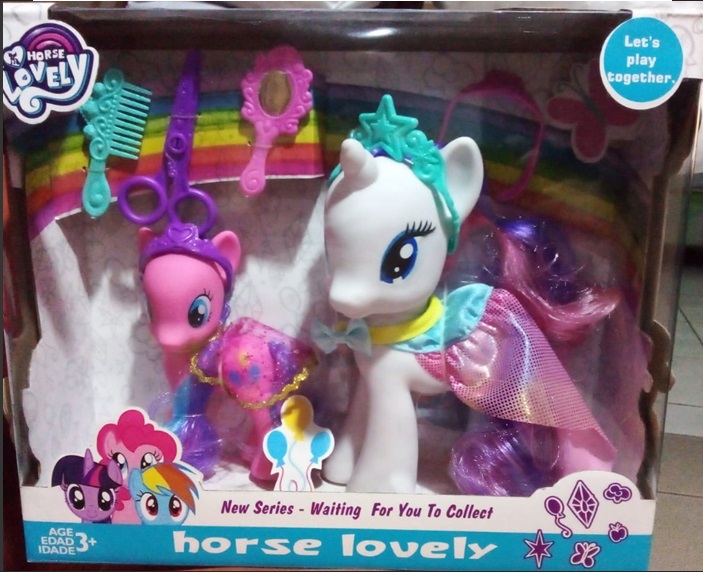 HORSE
LOVELY
Let's
play
together.
New Series - Waiting For You To Collect
AGE
EDAD
IDADE
3+
horse lovely